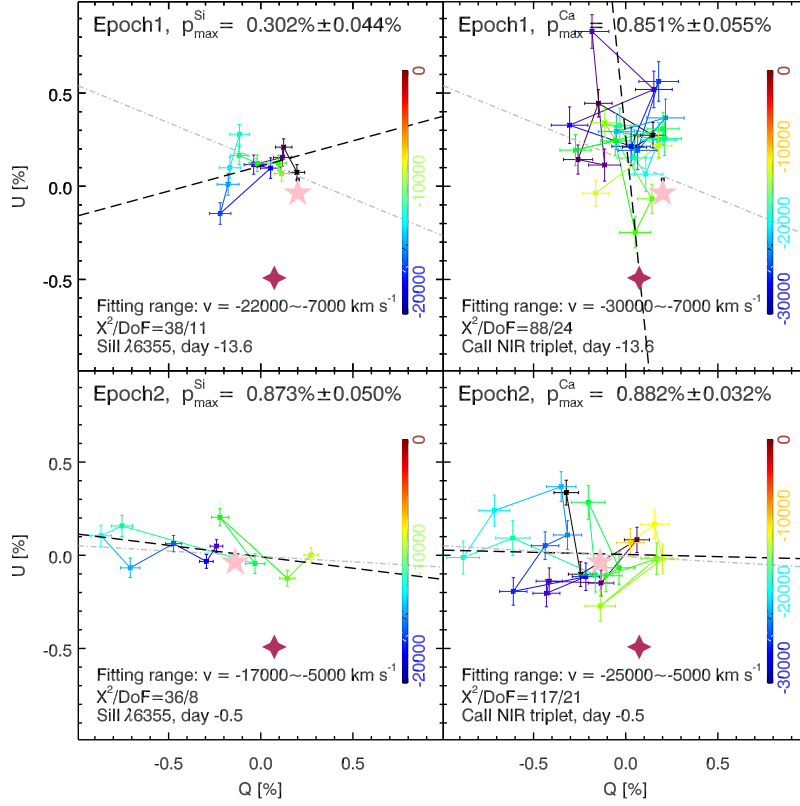 Epoch1, p_max^Si = 0.302%±0.044%
0
-10000
-20000
0.5
0.0
-0.5
U [%]
Fitting range: v = -22000~-7000 km s^-1
X^2/DoF=38/11
SiII λ6355, day -13.6
Epoch1, p_max^Ca = 0.851%±0.055%
0
-10000
-20000
-30000
Fitting range: v = -30000~-7000 km s^-1
X^2/DoF=88/24
CaII NIR triplet, day -13.6
Epoch2, p_max^Si = 0.873%±0.050%
0
-10000
-20000
0.5
0.0
-0.5
U [%]
Fitting range: v = -17000~-5000 km s^-1
X^2/DoF=36/8
SiII λ6355, day -0.5
-0.5 0.0 0.5
Epoch2, p_max^Ca = 0.882%±0.032%
0
-10000
-20000
-30000
Fitting range: v = -25000~-5000 km s^-1
X^2/DoF=117/21
CaII NIR triplet, day -0.5
-0.5 0.0 0.5
Q [%]
Q [%]